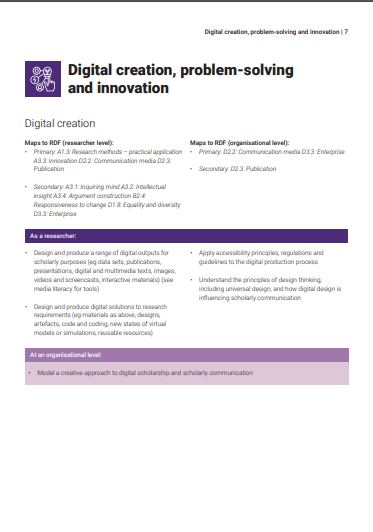 Digital creation, problem-solving and innovation | 7
Digital creation, problem-solving
and innovation
Digital creation
Maps to RDF (researcher level):
• Primary: A1.3: Research methods – practical application
A3.3: Innovation D2.2: Communication media D2.3:
Publication
• Secondary: A3.1: Inquiring mind A3.2: Intellectual
insight A3.4: Argument construction B2.4:
Responsiveness to change D1.8: Equality and diversity
D3.3: Enterprise
Maps to RDF (organisational level):
• Primary: D2.2: Communication media D3.3: Enterprise
• Secondary: D2.3: Publication
As a researcher:
• Design and produce a range of digital outputs for
scholarly purposes (eg data sets, publications,
presentations, digital and multimedia texts, images,
videos and screencasts, interactive materials) (see
media literacy for tools)
• Design and produce digital solutions to research
requirements (eg materials as above, designs,
artefacts, code and coding, new states of virtual
models or simulations, reusable resources)
• Apply accessibility principles, regulations and
guidelines to the digital production process
• Understand the principles of design thinking,
including universal design, and how digital design is
influencing scholarly communication
At an organisational level:
• Model a creative approach to digital scholarship and scholarly communication